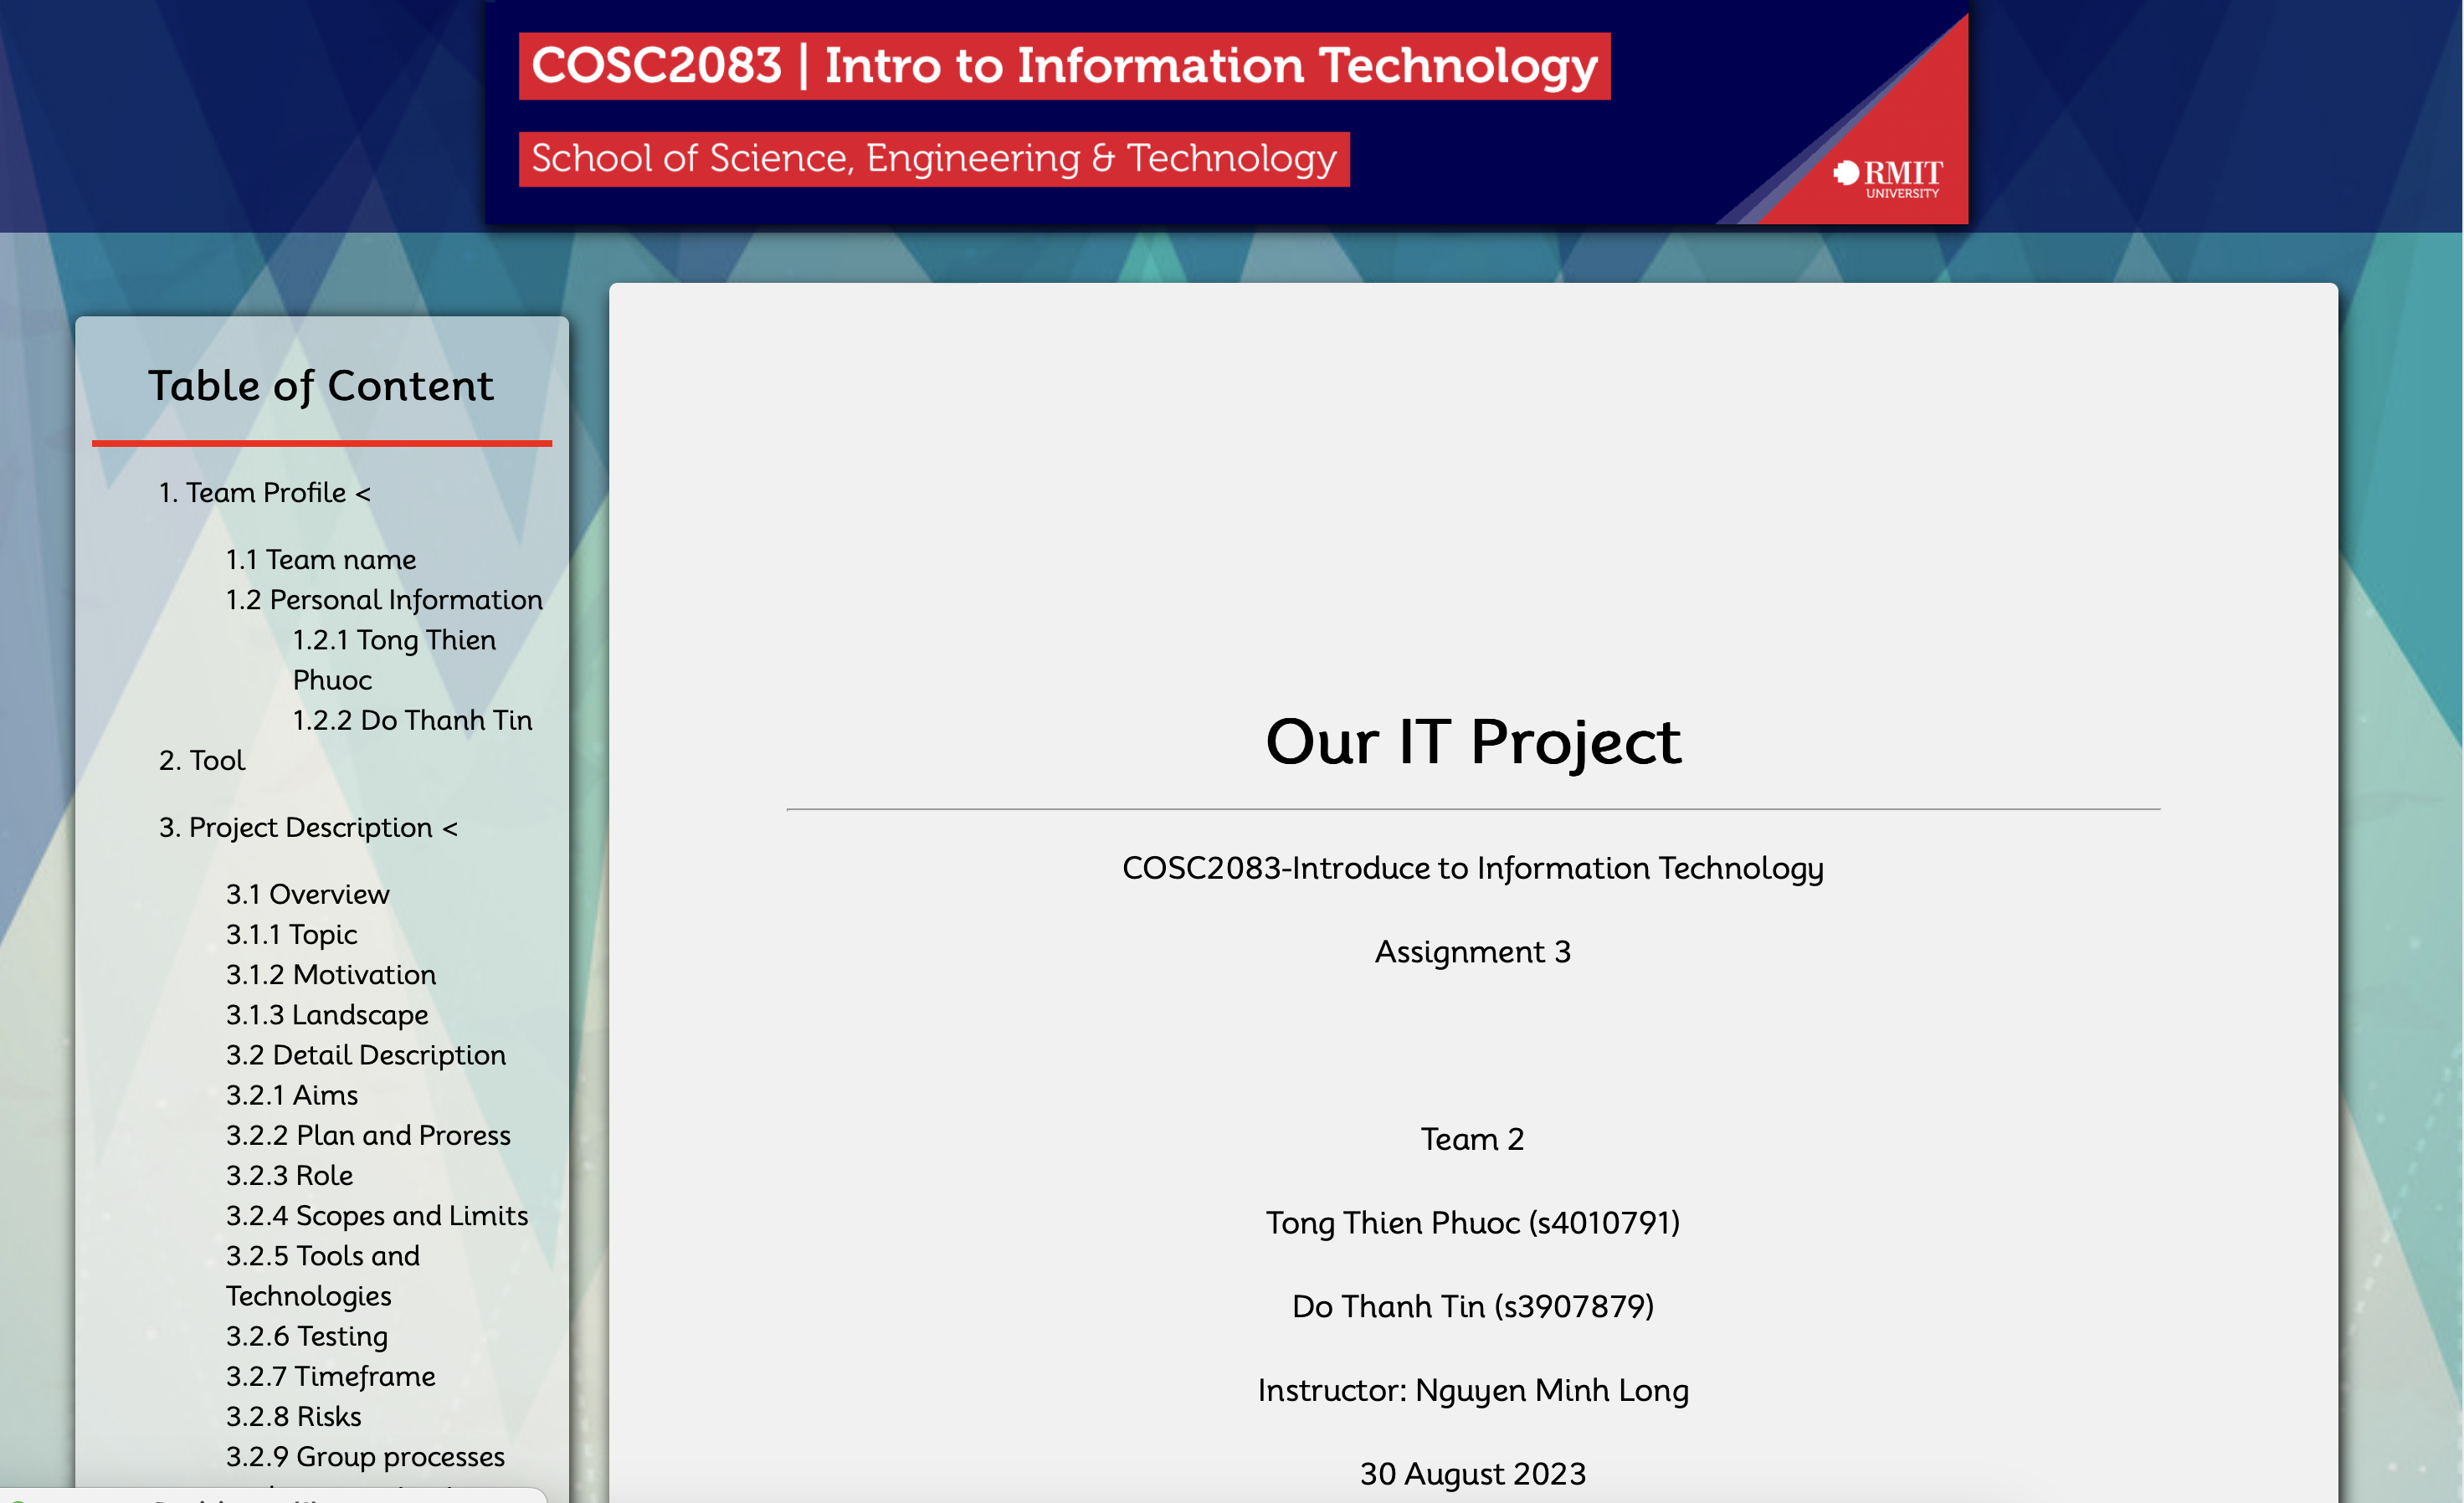 COSC2083 | Intro to Information Technology
School of Science, Engineering & Technology
RMIT
UNIVERSITY
Table of Content
1. Team Profile <
1.1 Team name
1.2 Personal Information
1.2.1 Tong Thien
Phuoc
1.2.2 Do Thanh Tin
2. Tool
3. Project Description <
3.1 Overview
3.1.1 Topic
3.1.2 Motivation
3.1.3 Landscape
3.2 Detail Description
3.2.1 Aims
3.2.2 Plan and Proress
3.2.3 Role
3.2.4 Scopes and Limits
3.2.5 Tools and
Technologies
3.2.6 Testing
3.2.7 Timeframe
3.2.8 Risks
3.2.9 Group processes
Our IT Project
COSC2083-Introduce to Information Technology
Assignment 3
Team 2
Tong Thien Phuoc (s4010791)
Do Thanh Tin (s3907879)
Instructor: Nguyen Minh Long
30 August 2023